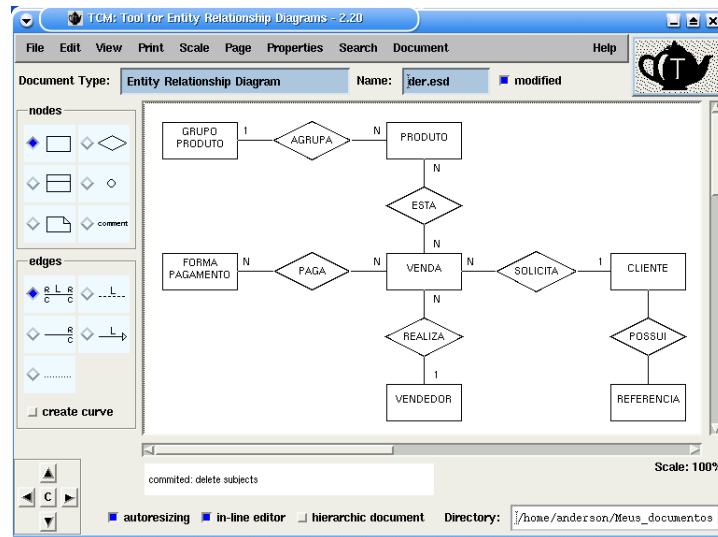 TCM: Tool for Entity Relationship Diagrams - 2.20
File Edit View Print Scale Page Properties Search Document Help
Document Type: Entity Relationship Diagram Name: der.esd modified
T
nodes
comment
edges
R L R
C C
L
R
C
L
create curve
GRUPO
PRODUTO
1
AGRUPA
N
PRODUTO
N
ESTA
N
FORMA
PAGAMENTO
N
PAGA
N
VENDA
N
SOLICITA
1
CLIENTE
N
REALIZA
1
VENDEDOR
POSSUI
REFERENCIA
Scale: 100%
C
commited: delete subjects
autoresizing in-line editor hierarchic document Directory: /home/anderson/Meus_documentos